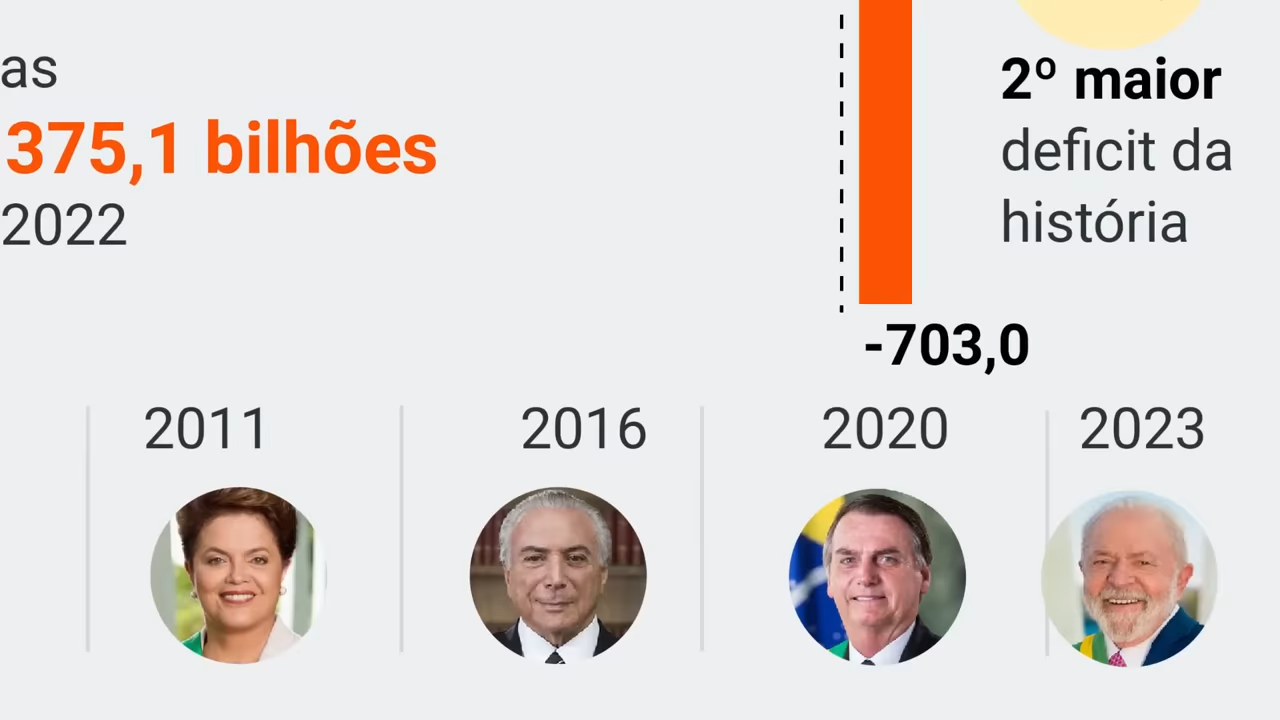 as
375,1 bilhões
2022
2º maior
deficit da
história
-703,0
2011
2016
2020
2023